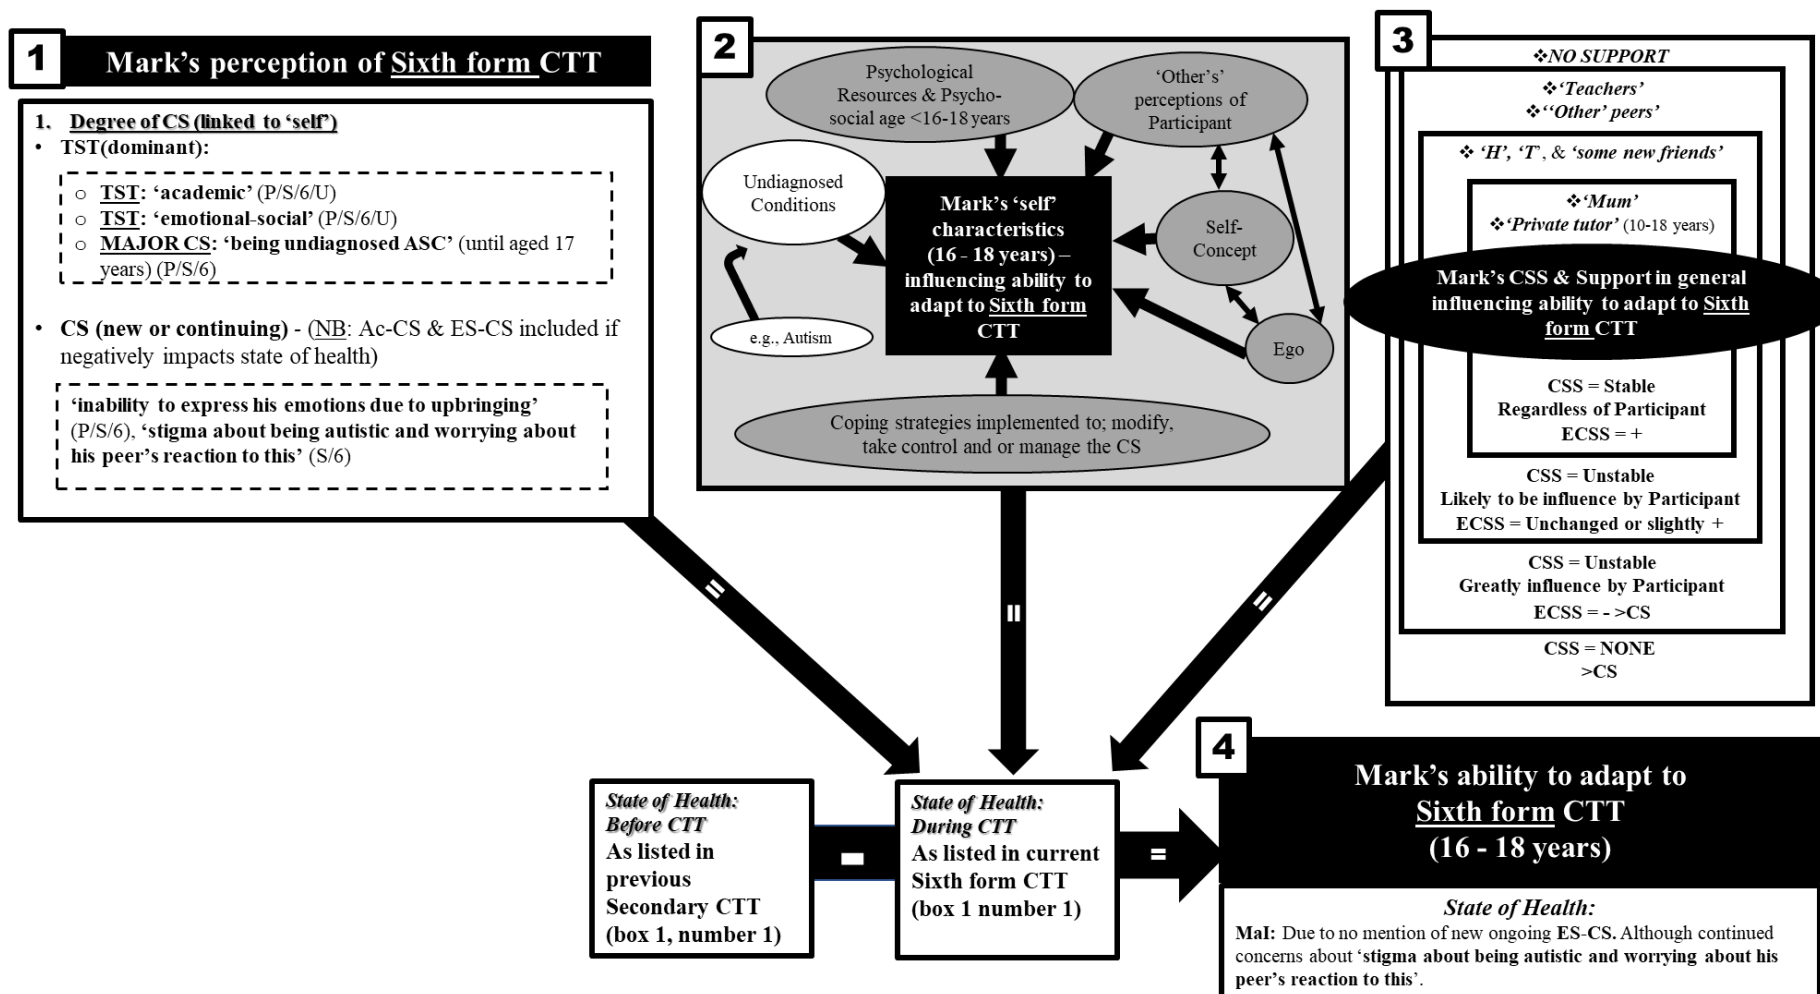 1
Mark's perception of Sixth form CTT
1. Degree of CS (linked to 'self')
• TST(dominant):
o TST: 'academic' (P/S/6/U)
o TST: 'emotional-social' (P/S/6/U)
o MAJOR CS: 'being undiagnosed ASC' (until aged 17
years) (P/S/6)
• CS (new or continuing) - (NB: Ac-CS & ES-CS included if
negatively impacts state of health)
'inability to express his emotions due to upbringing'
(P/S/6), 'stigma about being autistic and worrying about
his peer's reaction to this' (S/6)
2
Psychological
Resources & Psycho-
social age <16-18 years
'Other's'
perceptions of
Participant
Undiagnosed
Conditions
e.g., Autism
Mark's 'self'
characteristics
(16 - 18 years) –
influencing ability to
adapt to Sixth form
CTT
Self-
Concept
Ego
Coping strategies implemented to; modify,
take control and or manage the CS
3
❖NO SUPPORT
❖'Teachers'
❖''Other' peers'
❖ 'H', 'T', & 'some new friends'
❖'Mum'
❖'Private tutor' (10-18 years)
Mark's CSS & Support in general
influencing ability to adapt to Sixth
form CTT
CSS = Stable
Regardless of Participant
ECSS = +
CSS = Unstable
Likely to be influence by Participant
ECSS = Unchanged or slightly +
CSS = Unstable
Greatly influence by Participant
ECSS = - >CS
CSS = NONE
>CS
=
=
=
State of Health:
Before CTT
As listed in
previous
Secondary CTT
(box 1, number 1)
-
State of Health:
During CTT
As listed in current
Sixth form CTT
(box 1 number 1)
=
4
Mark's ability to adapt to
Sixth form CTT
(16 - 18 years)
State of Health:
MaI: Due to no mention of new ongoing ES-CS. Although continued
concerns about 'stigma about being autistic and worrying about his
peer's reaction to this'.